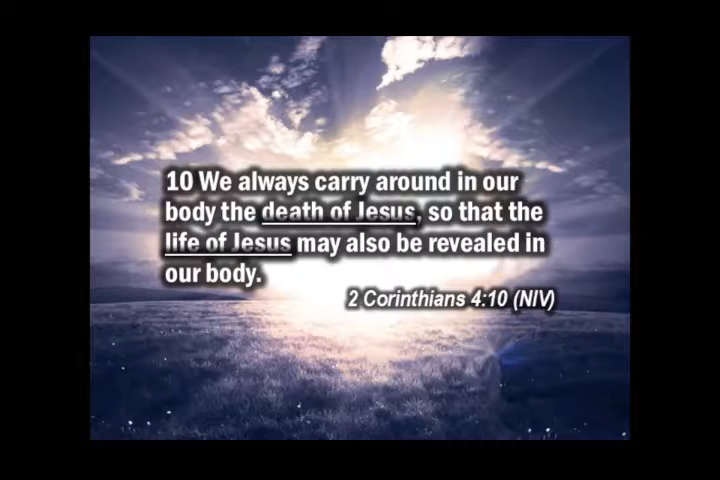 10 We always carry around in our
body the death of Jesus, so that the
life of Jesus may also be revealed in
our body.
2 Corinthians 4:10 (NIV)